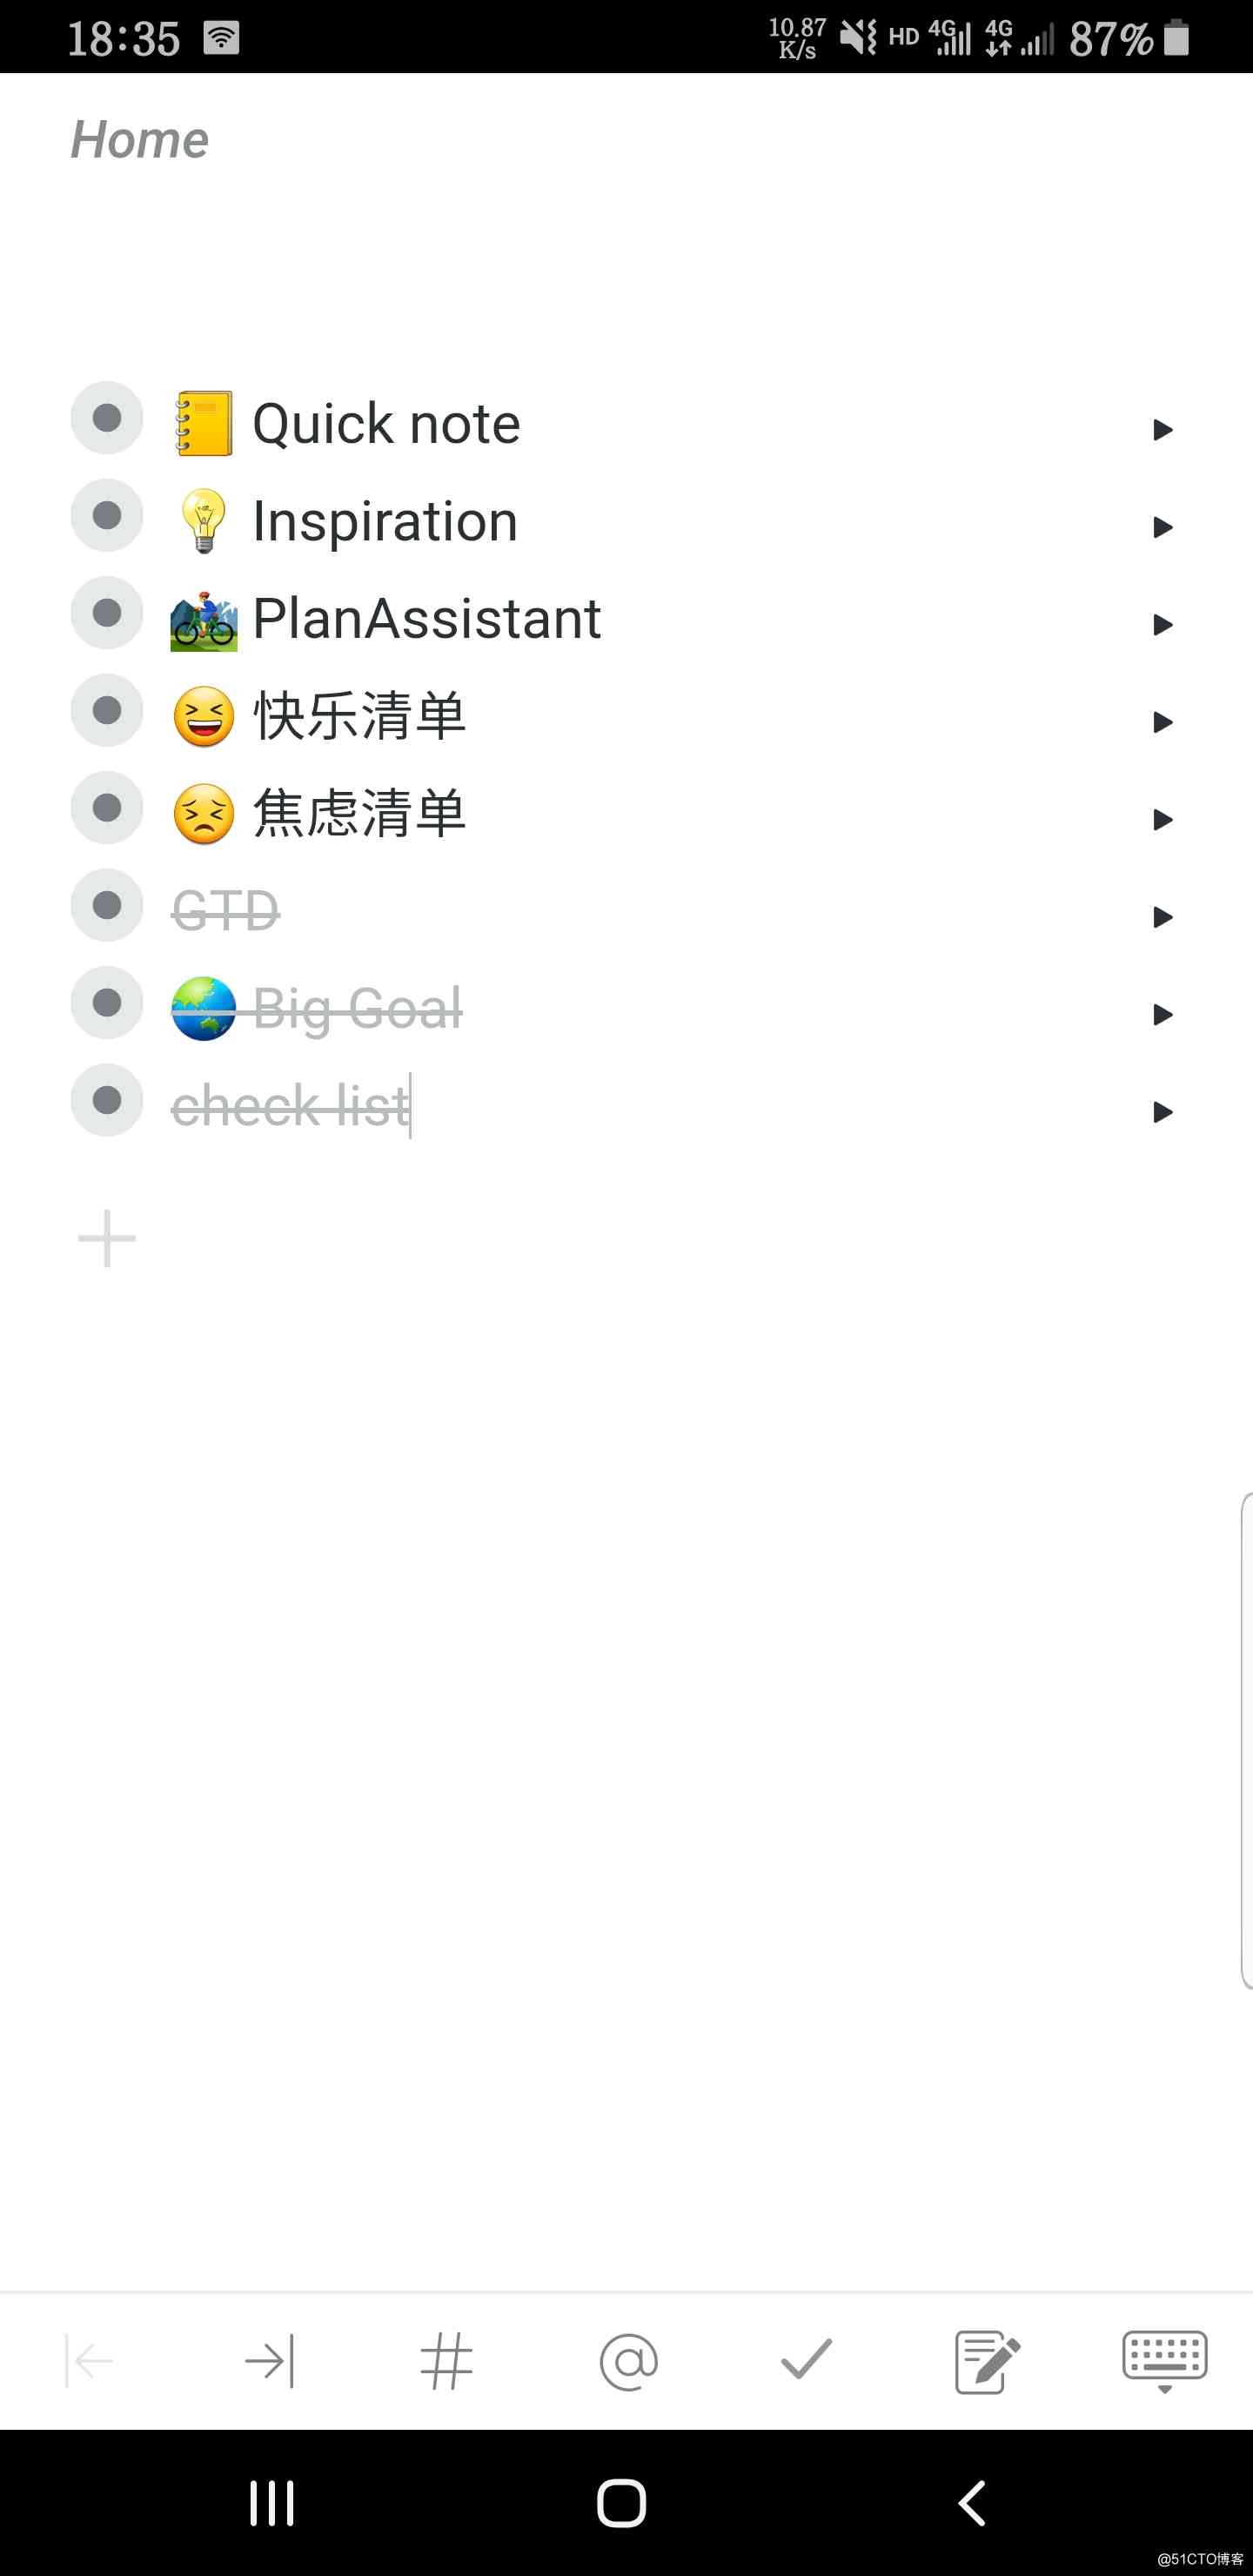 18:35 10.87 K/s HD 4G 4G 87%
Home
Quick note
Inspiration
PlanAssistant
快乐清单
焦虑清单
GTD
Big Goal
check list
# @
@51CTO博客